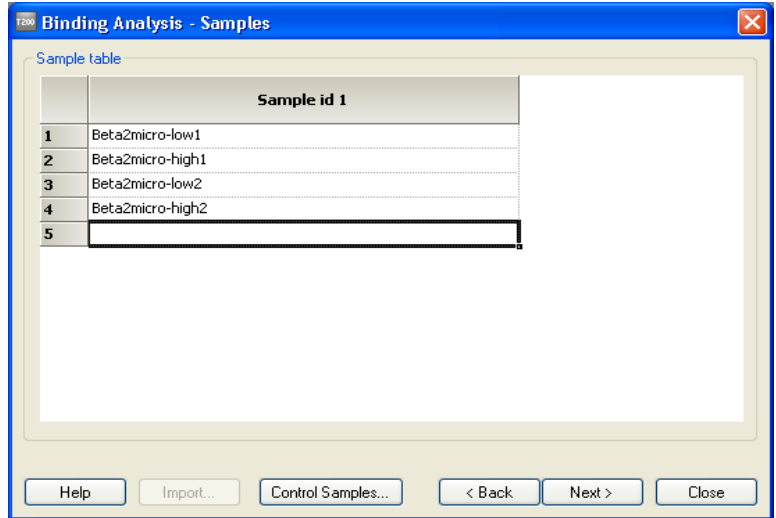 T200 Binding Analysis - Samples
Sample table
Sample id 1
1 Beta2micro-low1
2 Beta2micro-high1
3 Beta2micro-low2
4 Beta2micro-high2
5
Help Import... Control Samples... < Back Next > Close